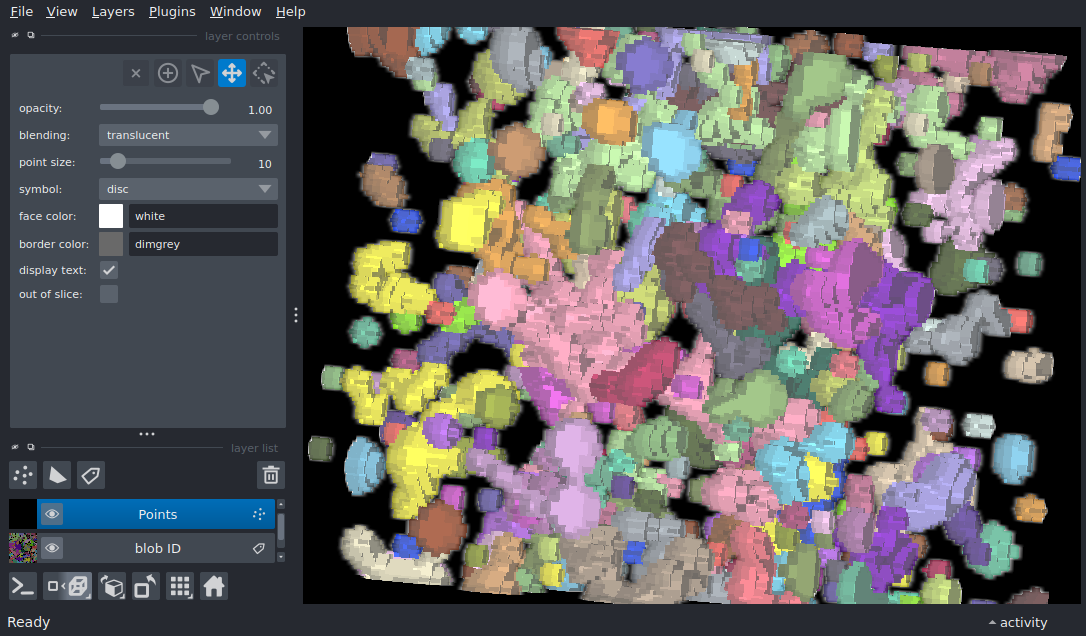 File View Layers Plugins Window Help
layer controls
opacity: 1.00
blending: translucent
point size: 10
symbol: disc
face color: white
border color: dimgrey
display text:
out of slice:
layer list
Points
blob ID
Ready
activity